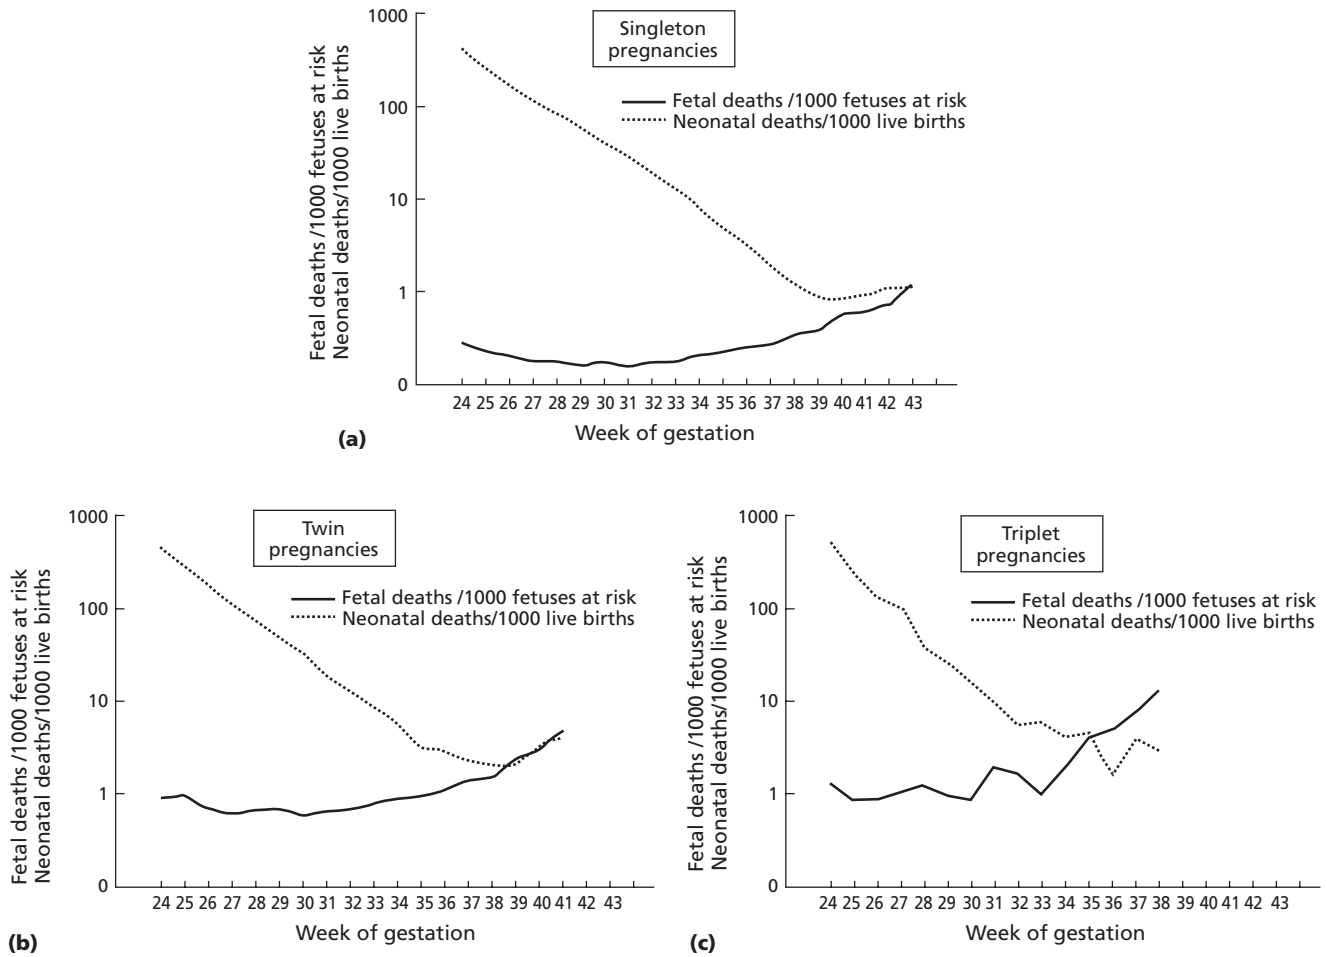 Singleton
pregnancies
Fetal deaths /1000 fetuses at risk
Neonatal deaths/1000 live births
Fetal deaths /1000 fetuses at risk
Neonatal deaths/1000 live births
1000
100
10
1
0
24 25 26 27 28 29 30 31 32 33 34 35 36 37 38 39 40 41 42 43
Week of gestation
(a)
Twin
pregnancies
Fetal deaths /1000 fetuses at risk
Neonatal deaths/1000 live births
Fetal deaths /1000 fetuses at risk
Neonatal deaths/1000 live births
1000
100
10
1
0
24 25 26 27 28 29 30 31 32 33 34 35 36 37 38 39 40 41 42 43
Week of gestation
(b)
Triplet
pregnancies
Fetal deaths /1000 fetuses at risk
Neonatal deaths/1000 live births
Fetal deaths /1000 fetuses at risk
Neonatal deaths/1000 live births
1000
100
10
1
0
24 25 26 27 28 29 30 31 32 33 34 35 36 37 38 39 40 41 42 43
Week of gestation
(c)